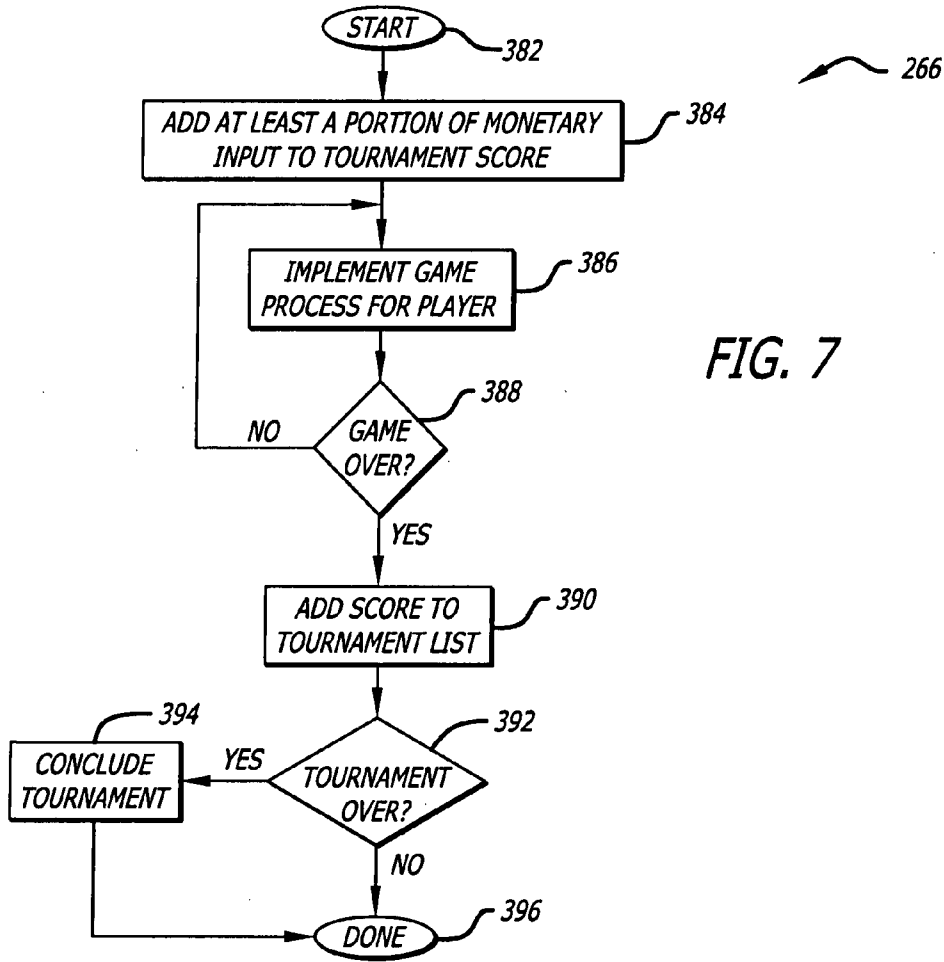 START
382
266
ADD AT LEAST A PORTION OF MONETARY
INPUT TO TOURNAMENT SCORE
384
IMPLEMENT GAME
PROCESS FOR PLAYER
386
FIG. 7
388
GAME
OVER?
NO
YES
ADD SCORE TO
TOURNAMENT LIST
390
392
394
CONCLUDE
TOURNAMENT
YES
TOURNAMENT
OVER?
NO
DONE
396